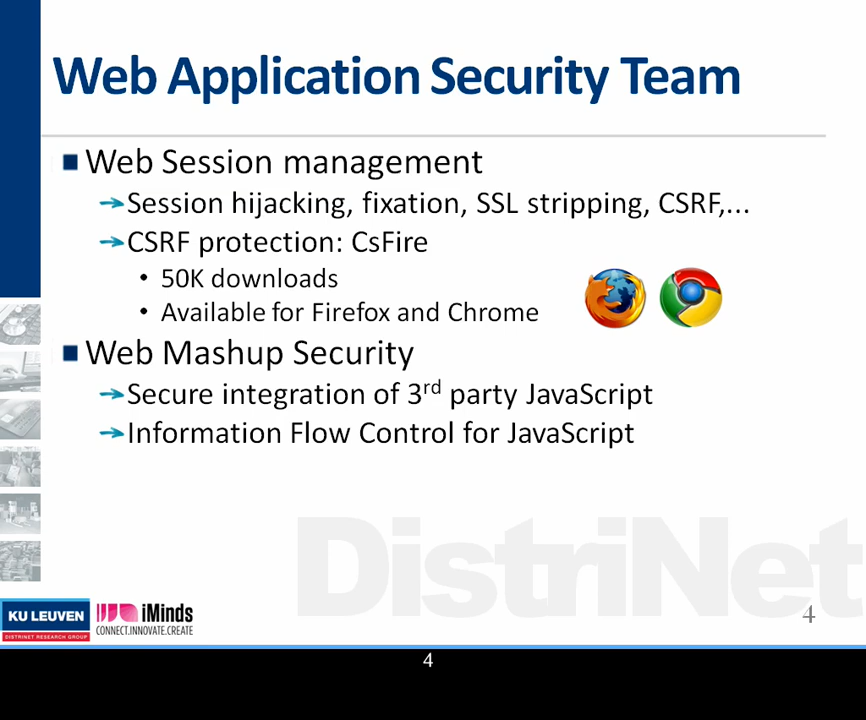 Web Application Security Team
Web Session management
Session hijacking, fixation, SSL stripping, CSRF,...
CSRF protection: CsFire
• 50K downloads
• Available for Firefox and Chrome
Web Mashup Security
Secure integration of 3rd party JavaScript
Information Flow Control for JavaScript
DistriNet
KU LEUVEN
DISTRINET RESEARCH GROUP
iMinds
CONNECT.INNOVATE.CREATE
4
4